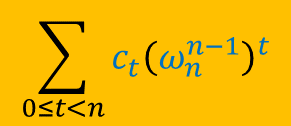 ∑ c_t(ω_n^{n−1})^t
0≤t<n